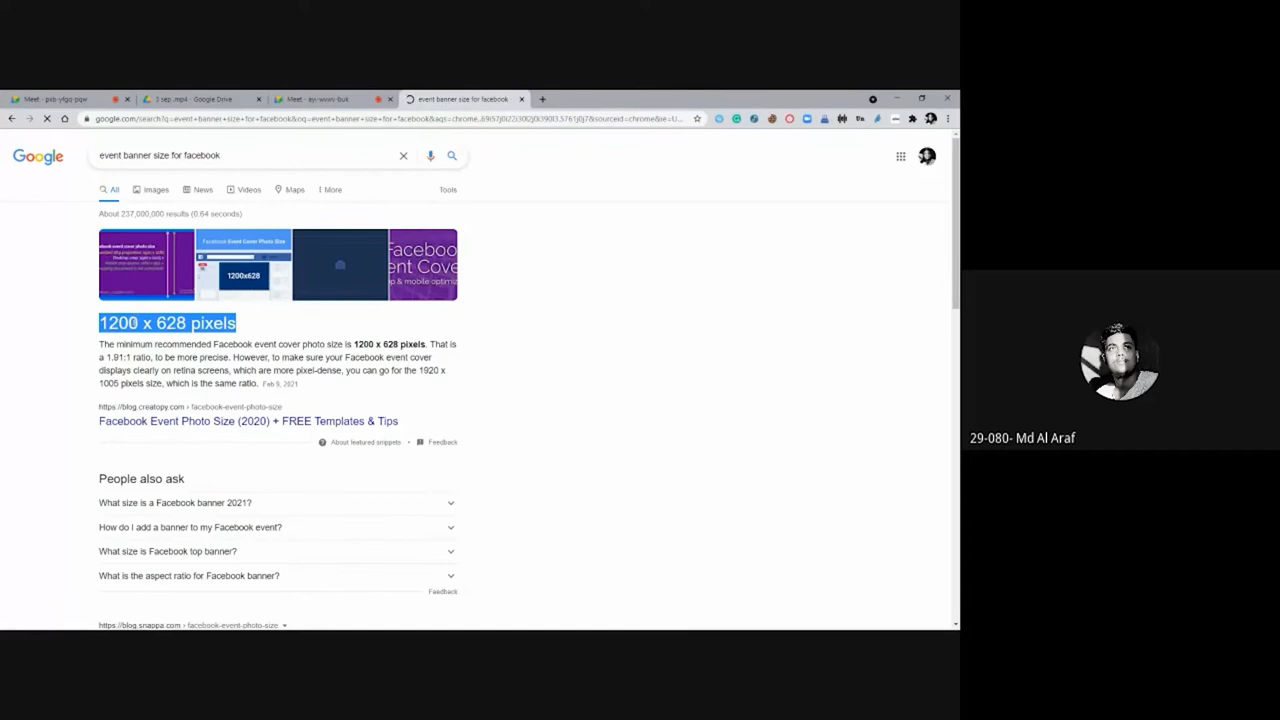 Meet - pxb-yfgq-pqw
3 sep .mp4 - Google Drive
Meet - ayi-wvwv-buk
event banner size for facebook
Google
event banner size for facebook
All
Images
News
Videos
Maps
More
Tools
About 237,000,000 results (0.64 seconds)
Facebook Event Cover Photo Size
1200x628
Faceboo
ent Cove
1200 x 628 pixels
The minimum recommended Facebook event cover photo size is 1200 x 628 pixels. That is
a 1.91:1 ratio, to be more precise. However, to make sure your Facebook event cover
displays clearly on retina screens, which are more pixel-dense, you can go for the 1920 x
1005 pixels size, which is the same ratio. Feb 9, 2021
https://blog.creatopy.com › facebook-event-photo-size
Facebook Event Photo Size (2020) + FREE Templates & Tips
About featured snippets • Feedback
People also ask
What size is a Facebook banner 2021?
How do I add a banner to my Facebook event?
What size is Facebook top banner?
What is the aspect ratio for Facebook banner?
Feedback
https://blog.snappa.com › facebook-event-photo-size
29-080- Md Al Araf